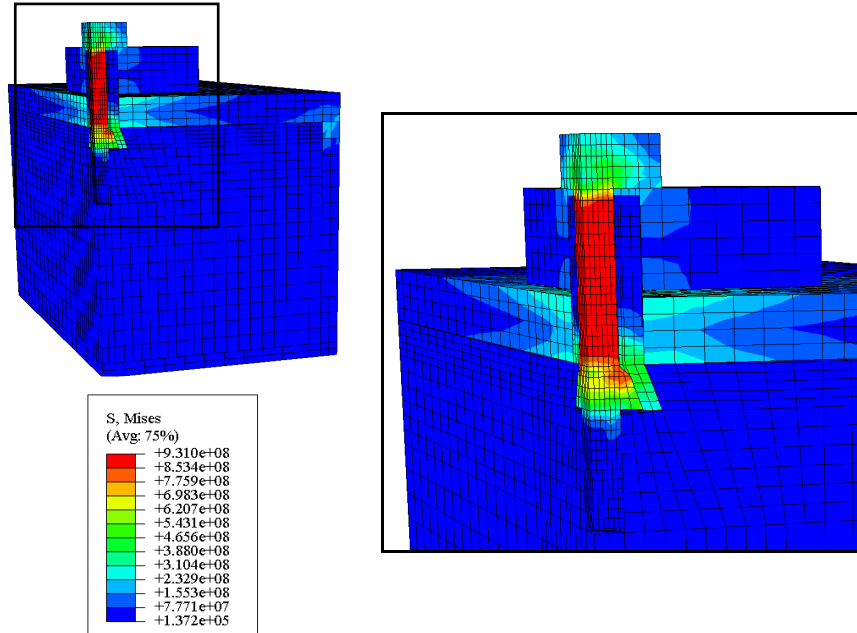 S, Mises
(Avg: 75%)
+9.310e+08
+8.534e+08
+7.759e+08
+6.983e+08
+6.207e+08
+5.431e+08
+4.656e+08
+3.880e+08
+3.104e+08
+2.329e+08
+1.553e+08
+7.771e+07
+1.372e+05